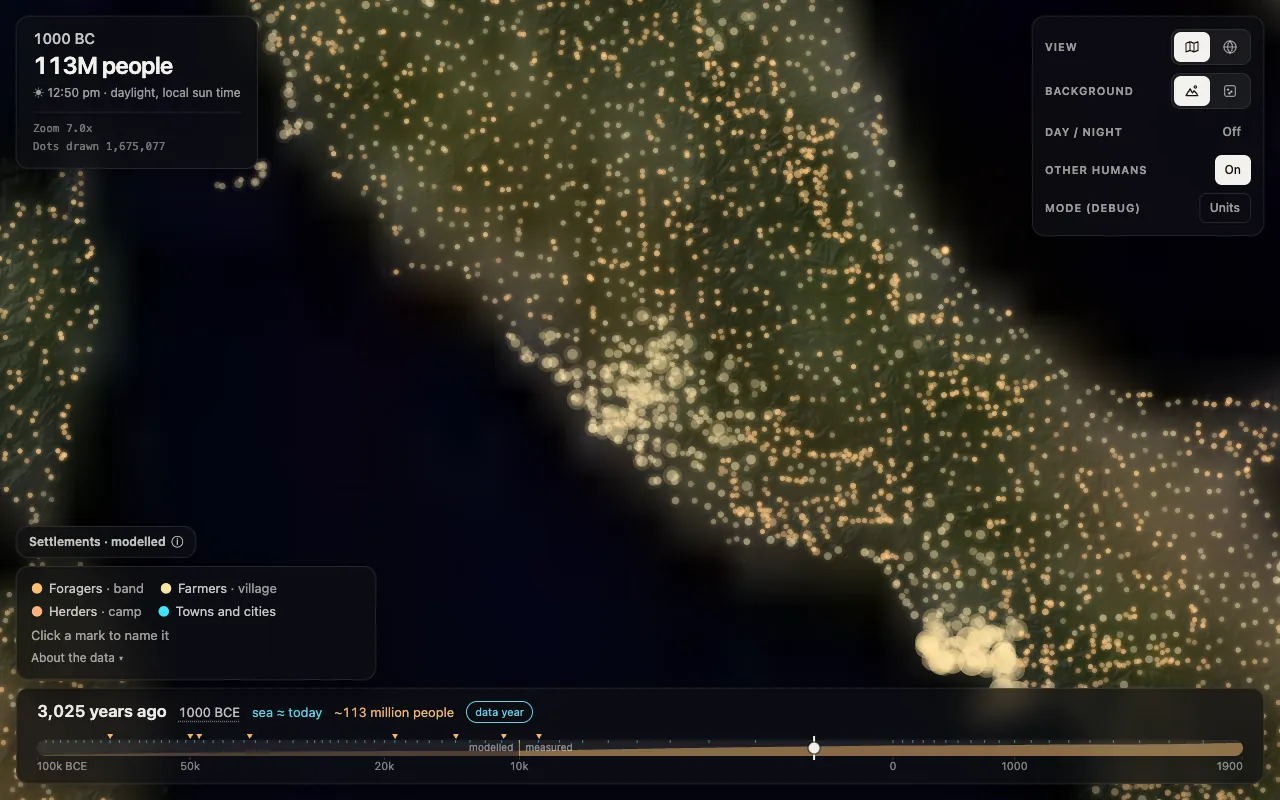 1000 BC
113M people
☀ 12:50 pm · daylight, local sun time
Zoom 7.0x
Dots drawn 1,675,077
VIEW
BACKGROUND
DAY / NIGHT Off
OTHER HUMANS On
MODE (DEBUG) Units
Settlements · modelled ⓘ
Foragers · band Farmers · village
Herders · camp Towns and cities
Click a mark to name it
About the data ▾
3,025 years ago 1000 BCE sea ≈ today ~113 million people data year
modelled measured
100k BCE 50k 20k 10k 0 1000 1900